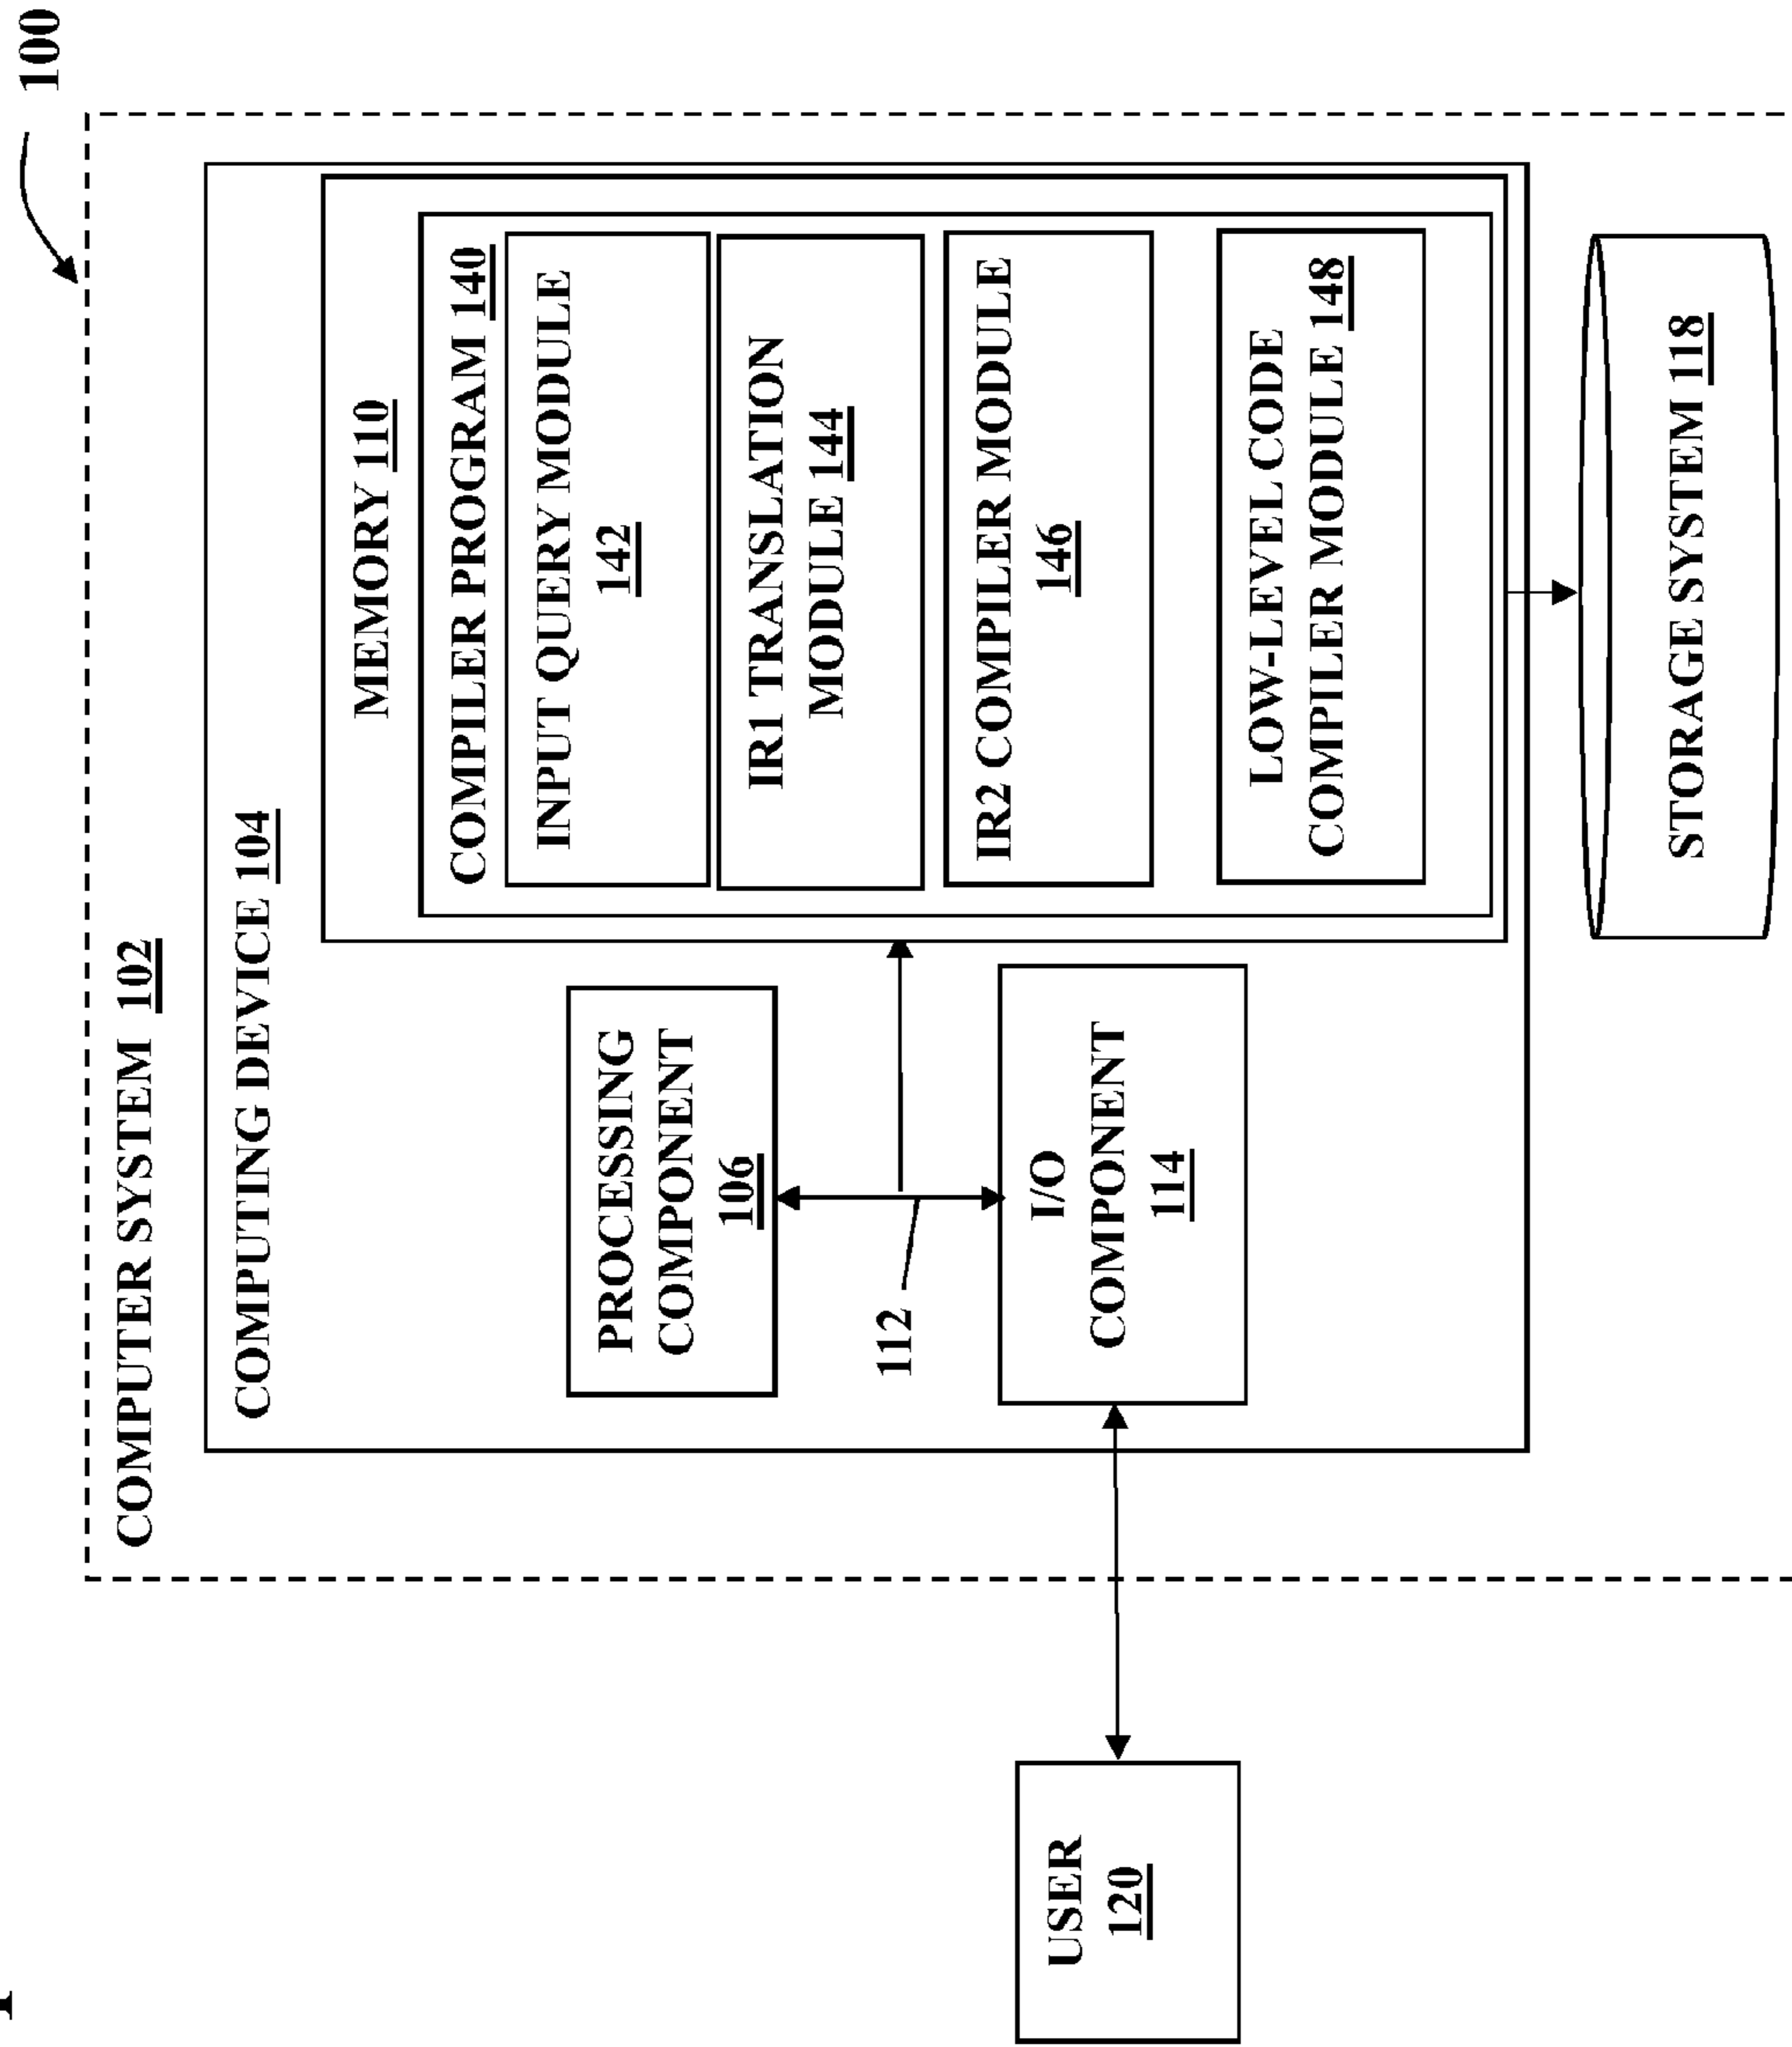 100
COMPUTER SYSTEM 102
COMPUTING DEVICE 104
MEMORY 110
COMPILER PROGRAM 140
INPUT QUERY MODULE
142
IR1 TRANSLATION
MODULE 144
IR2 COMPILER MODULE
146
LOW-LEVEL CODE
COMPILER MODULE 148
PROCESSING
COMPONENT
106
112
I/O
COMPONENT
114
USER
120
STORAGE SYSTEM 118